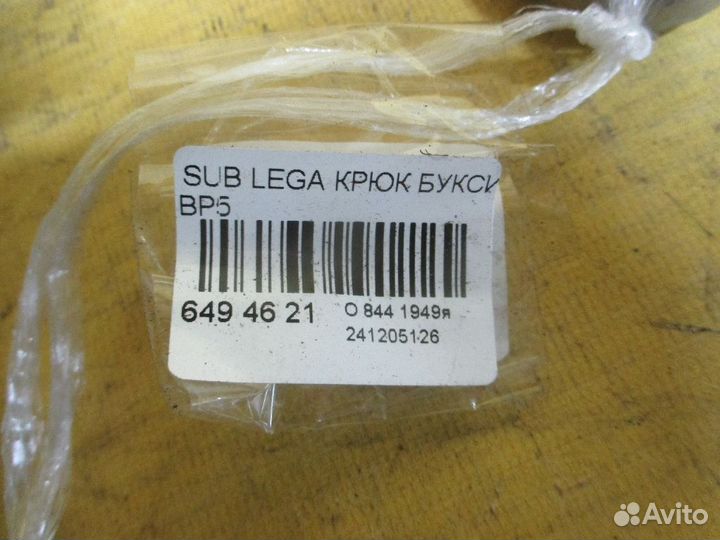 SUB LEGA КРЮК БУКСИ
BP5
649 46 21
O 844 1949я
241205126
Avito